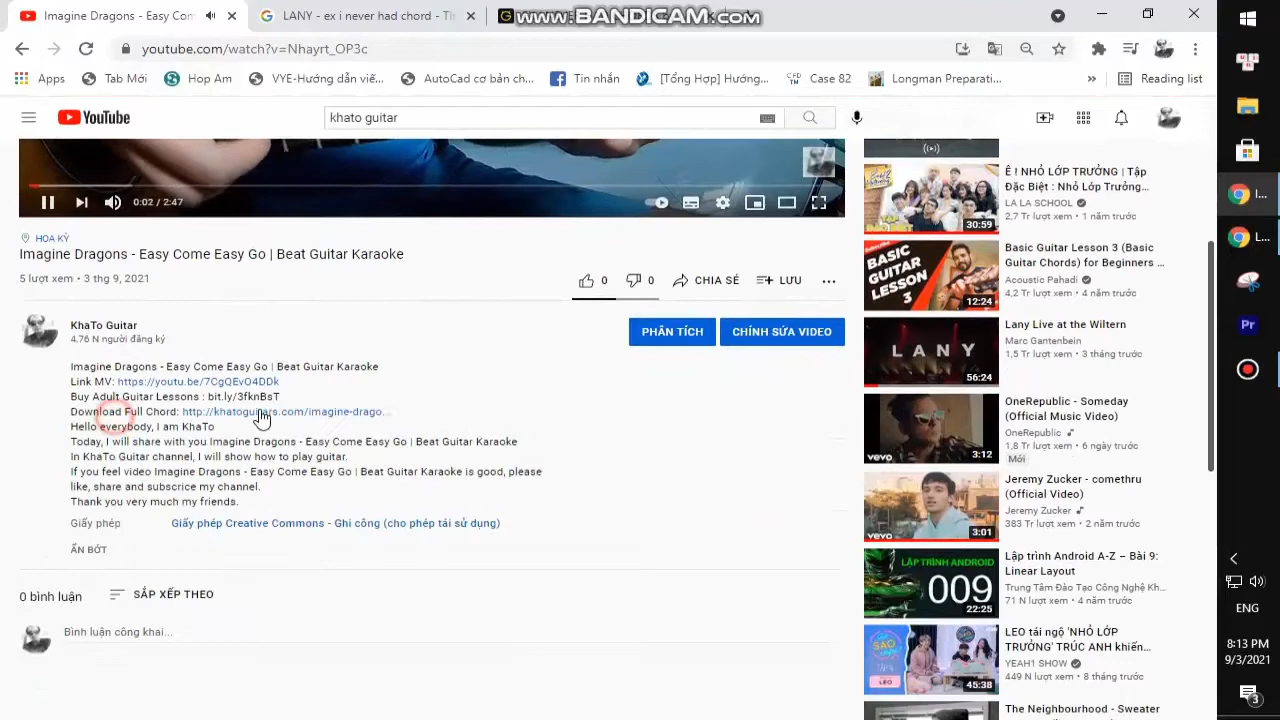 Imagine Dragons - Easy Com
LANY - ex i never had chord - T
www.BANDICAM.com
youtube.com/watch?v=Nhayrt_OP3c
Apps
Tab Mới
Hop Am
VYE-Hướng dẫn viế...
AutoCad cơ bản ch...
Tin nhắn
[Tổng Hợp] Hướng...
Case 82
Longman Preparati...
»
Reading list
YouTube
khato guitar
0:02 / 2:47
HOA KỲ
Imagine Dragons - Easy Come Easy Go | Beat Guitar Karaoke
5 lượt xem • 3 thg 9, 2021
0
0
CHIA SẺ
LƯU
KhaTo Guitar
4,76 N người đăng ký
PHÂN TÍCH
CHỈNH SỬA VIDEO
Imagine Dragons - Easy Come Easy Go | Beat Guitar Karaoke
Link MV: https://youtu.be/7CgQEvO4DDk
Buy Adult Guitar Lessons : bit.ly/3fknBsT
Download Full Chord: http://khatoguitars.com/imagine-drago...
Hello everybody, I am KhaTo
Today, I will share with you Imagine Dragons - Easy Come Easy Go | Beat Guitar Karaoke
In KhaTo Guitar channel, I will show how to play guitar.
If you feel video Imagine Dragons - Easy Come Easy Go | Beat Guitar Karaoke is good, please
like, share and subscrice my channel.
Thank you very much my friends.
Giấy phép
Giấy phép Creative Commons - Ghi công (cho phép tái sử dụng)
ẨN BỚT
0 bình luận
SẮP XẾP THEO
Bình luận công khai...
Ê ! NHỎ LỚP TRƯỞNG | Tập
Đặc Biệt : Nhỏ Lớp Trưởng...
LA LA SCHOOL
2,7 Tr lượt xem • 1 năm trước
30:59
BASIC
GUITAR
LESSON
3
12:24
Basic Guitar Lesson 3 (Basic
Guitar Chords) for Beginners ...
Acoustic Pahadi
4,2 Tr lượt xem • 4 năm trước
LANY
56:24
Lany Live at the Wiltern
Marc Gantenbein
1,5 Tr lượt xem • 3 tháng trước
vevo
3:12
OneRepublic - Someday
(Official Music Video)
OneRepublic
1,8 Tr lượt xem • 6 ngày trước
Mới
vevo
3:01
Jeremy Zucker - comethru
(Official Video)
Jeremy Zucker
383 Tr lượt xem • 2 năm trước
LẬP TRÌNH ANDROID
009
22:25
Lập trình Android A-Z – Bài 9:
Linear Layout
Trung Tâm Đào Tạo Công Nghệ Kh...
71 N lượt xem • 4 năm trước
SAO
LEO
45:38
LEO tái ngộ 'NHỎ LỚP
TRƯỞNG' TRÚC ANH khiến...
YEAH1 SHOW
449 N lượt xem • 8 tháng trước
The Neighbourhood - Sweater
I...
L...
Pr
ENG
8:13 PM
9/3/2021
3